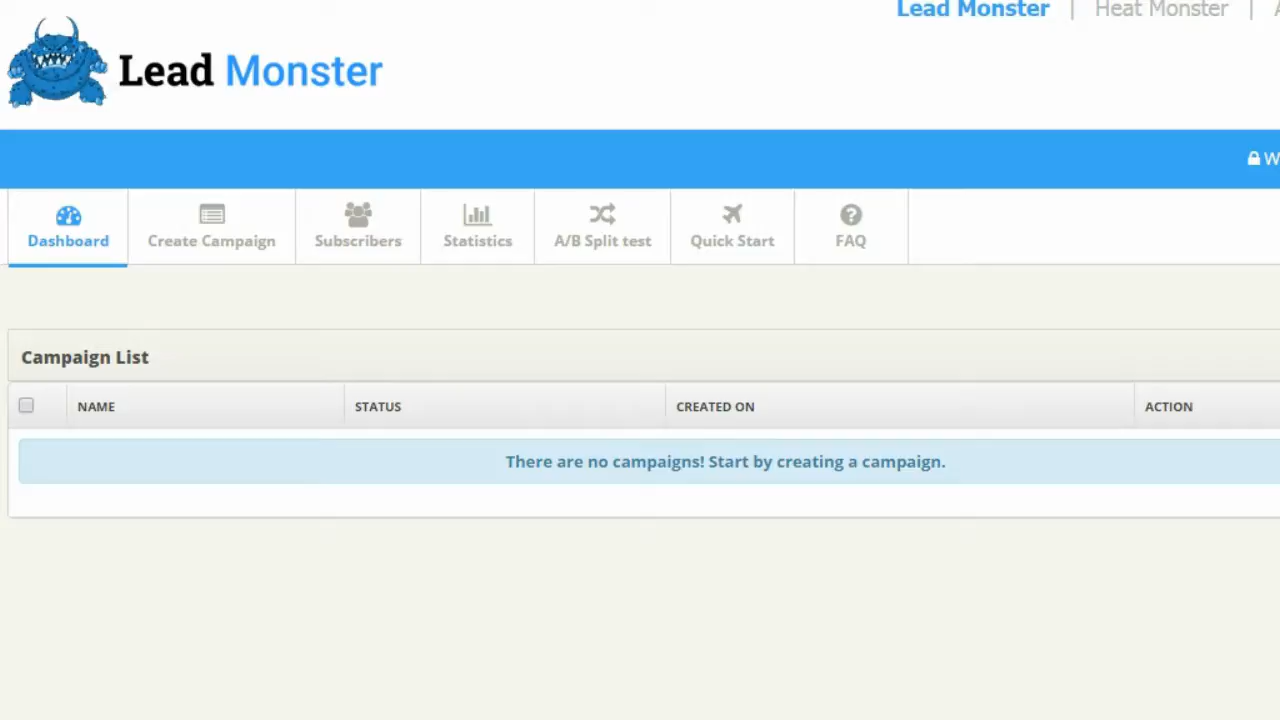 Lead Monster | Heat Monster |
Lead Monster
Dashboard
Create Campaign
Subscribers
Statistics
A/B Split test
Quick Start
FAQ
Campaign List
NAME
STATUS
CREATED ON
ACTION
There are no campaigns! Start by creating a campaign.